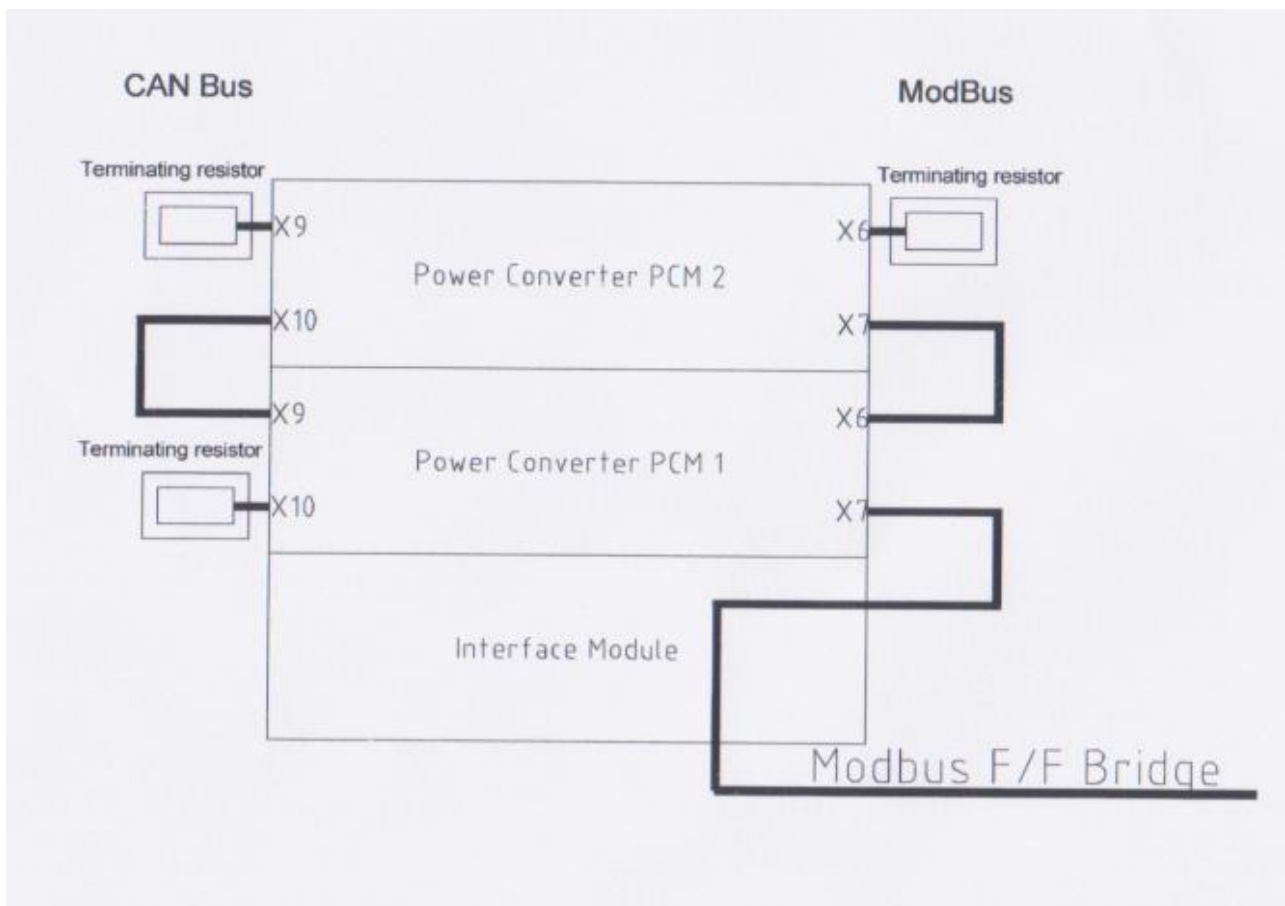 CAN Bus
ModBus
Terminating resistor
Terminating resistor
X9
X6
Power Converter PCM 2
X10
X7
X9
X6
Terminating resistor
Power Converter PCM 1
X10
X7
Interface Module
Modbus F/F Bridge